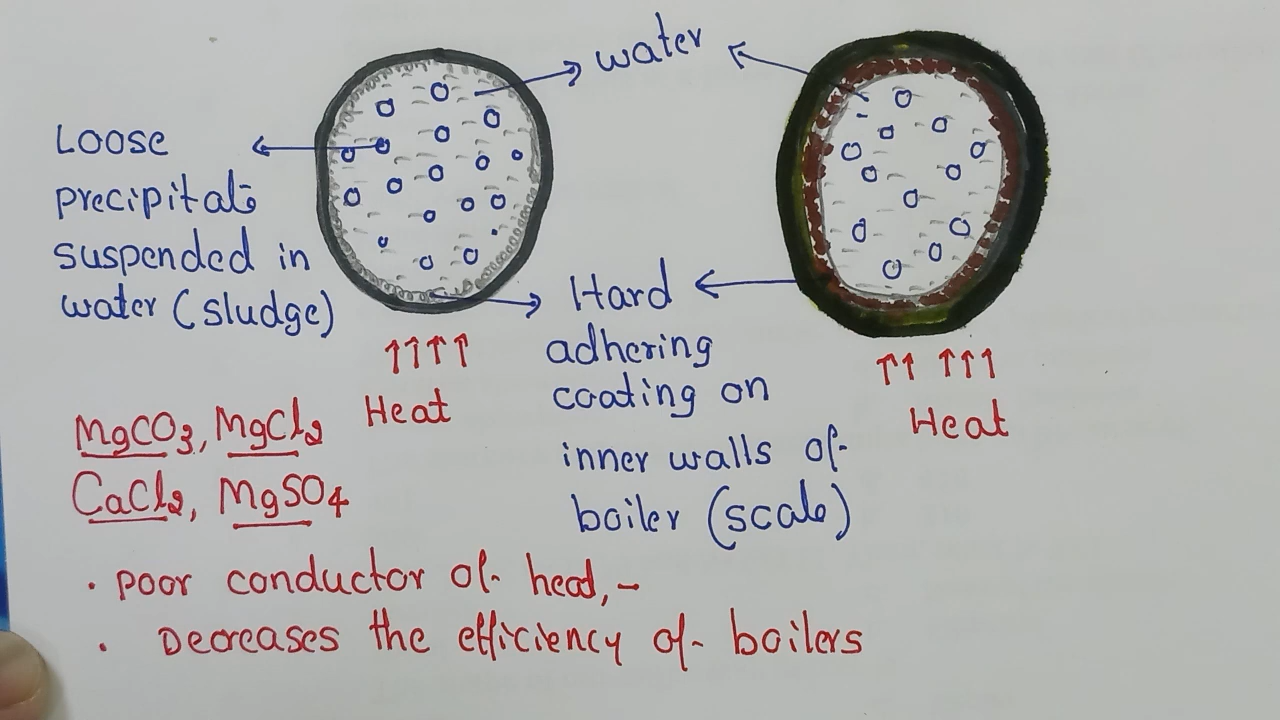 water
Loose
precipitate
suspended in
water (sludge)
Hard
adhering
coating on
inner walls of
boiler (scale)
Heat
Heat
MgCO3, MgCl2
CaCl2, MgSO4
. Poor conductor of heat,-
. Decreases the efficiency of boilers